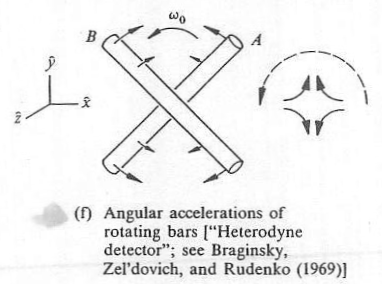 ω₀
B
A
ŷ
x̂
ẑ
(f) Angular accelerations of
rotating bars ["Heterodyne
detector"; see Braginsky,
Zel'dovich, and Rudenko (1969)]